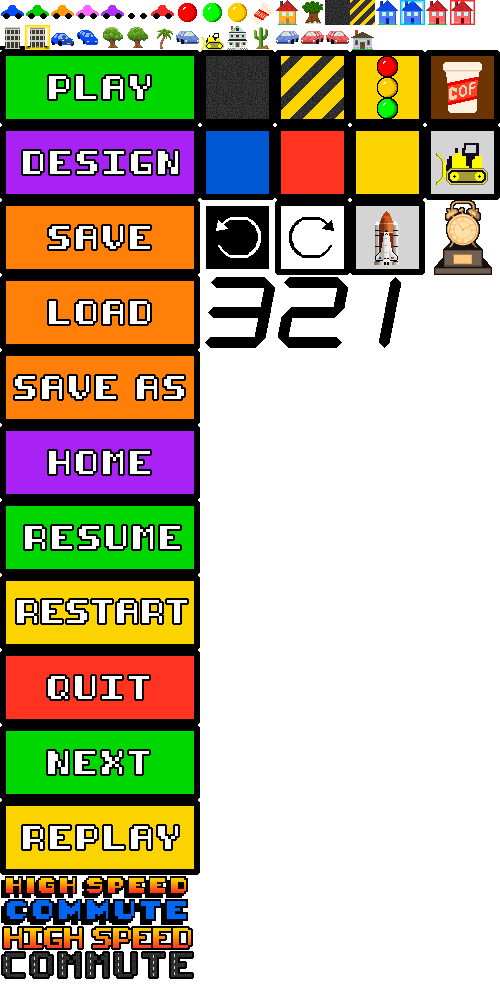 PLAY
COF
DESIGN
SAVE
LOAD
321
SAVE AS
HOME
RESUME
RESTART
QUIT
NEXT
REPLAY
HIGH SPEED
COMMUTE
HIGH SPEED
COMMUTE